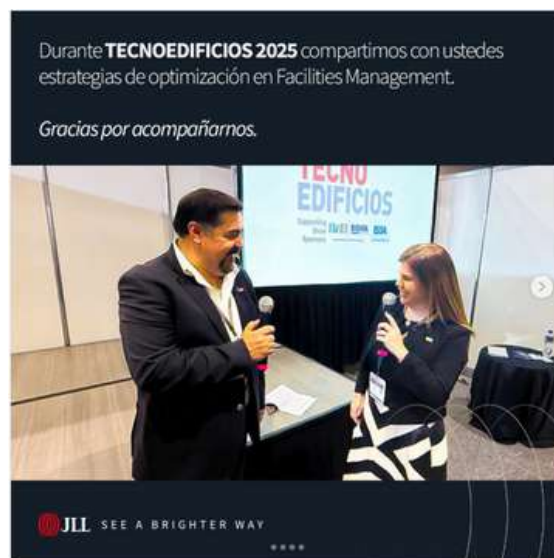 Durante TECNOEDIFICIOS 2025 compartimos con ustedes
estrategias de optimización en Facilities Management.
Gracias por acompañarnos.
TECNO
EDIFICIOS
Supporting
JLL SEE A BRIGHTER WAY